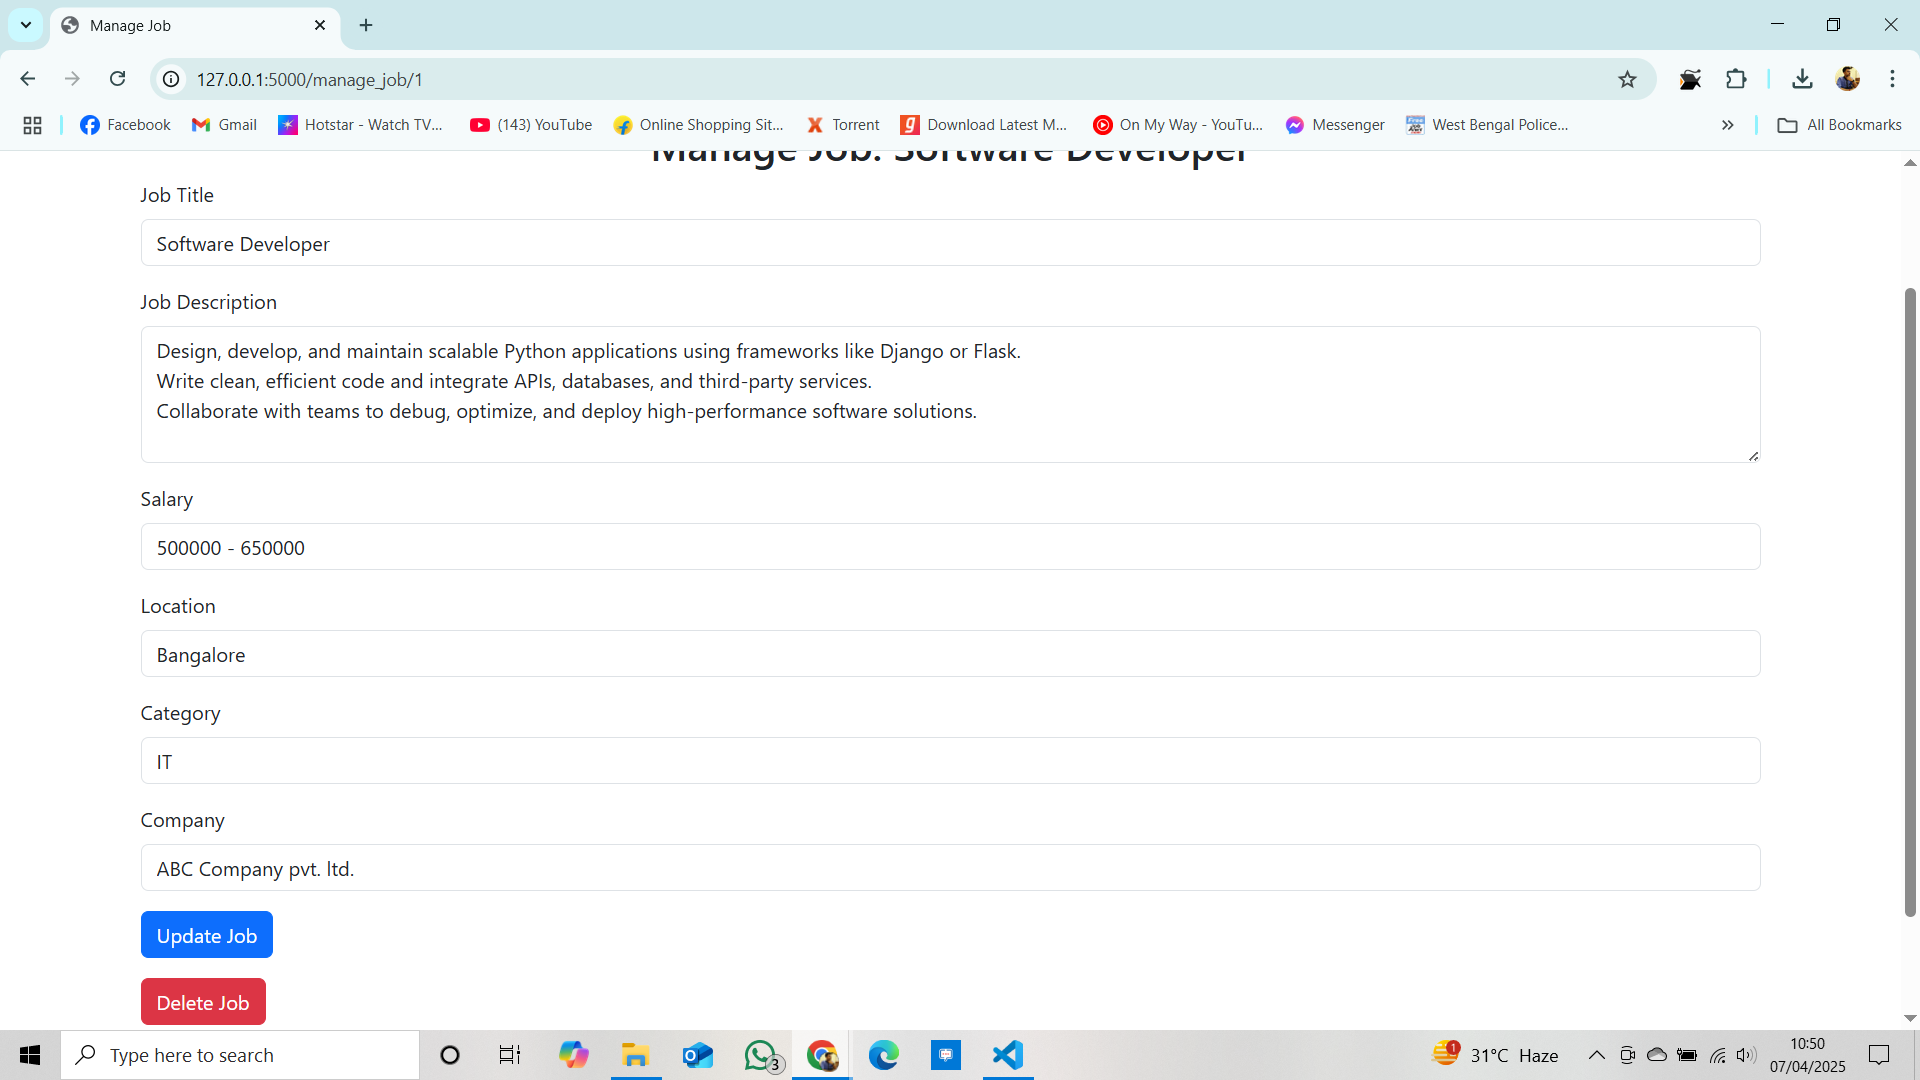 Manage Job
127.0.0.1:5000/manage_job/1
Facebook
Gmail
Hotstar - Watch TV...
(143) YouTube
Online Shopping Sit...
Torrent
Download Latest M...
On My Way - YouTu...
Messenger
West Bengal Police...
All Bookmarks
Manage Job: Software Developer
Job Title
Software Developer
Job Description
Design, develop, and maintain scalable Python applications using frameworks like Django or Flask.
Write clean, efficient code and integrate APIs, databases, and third-party services.
Collaborate with teams to debug, optimize, and deploy high-performance software solutions.
Salary
500000 - 650000
Location
Bangalore
Category
IT
Company
ABC Company pvt. ltd.
Update Job
Delete Job
Type here to search
3
1
31°C Haze
10:50
07/04/2025